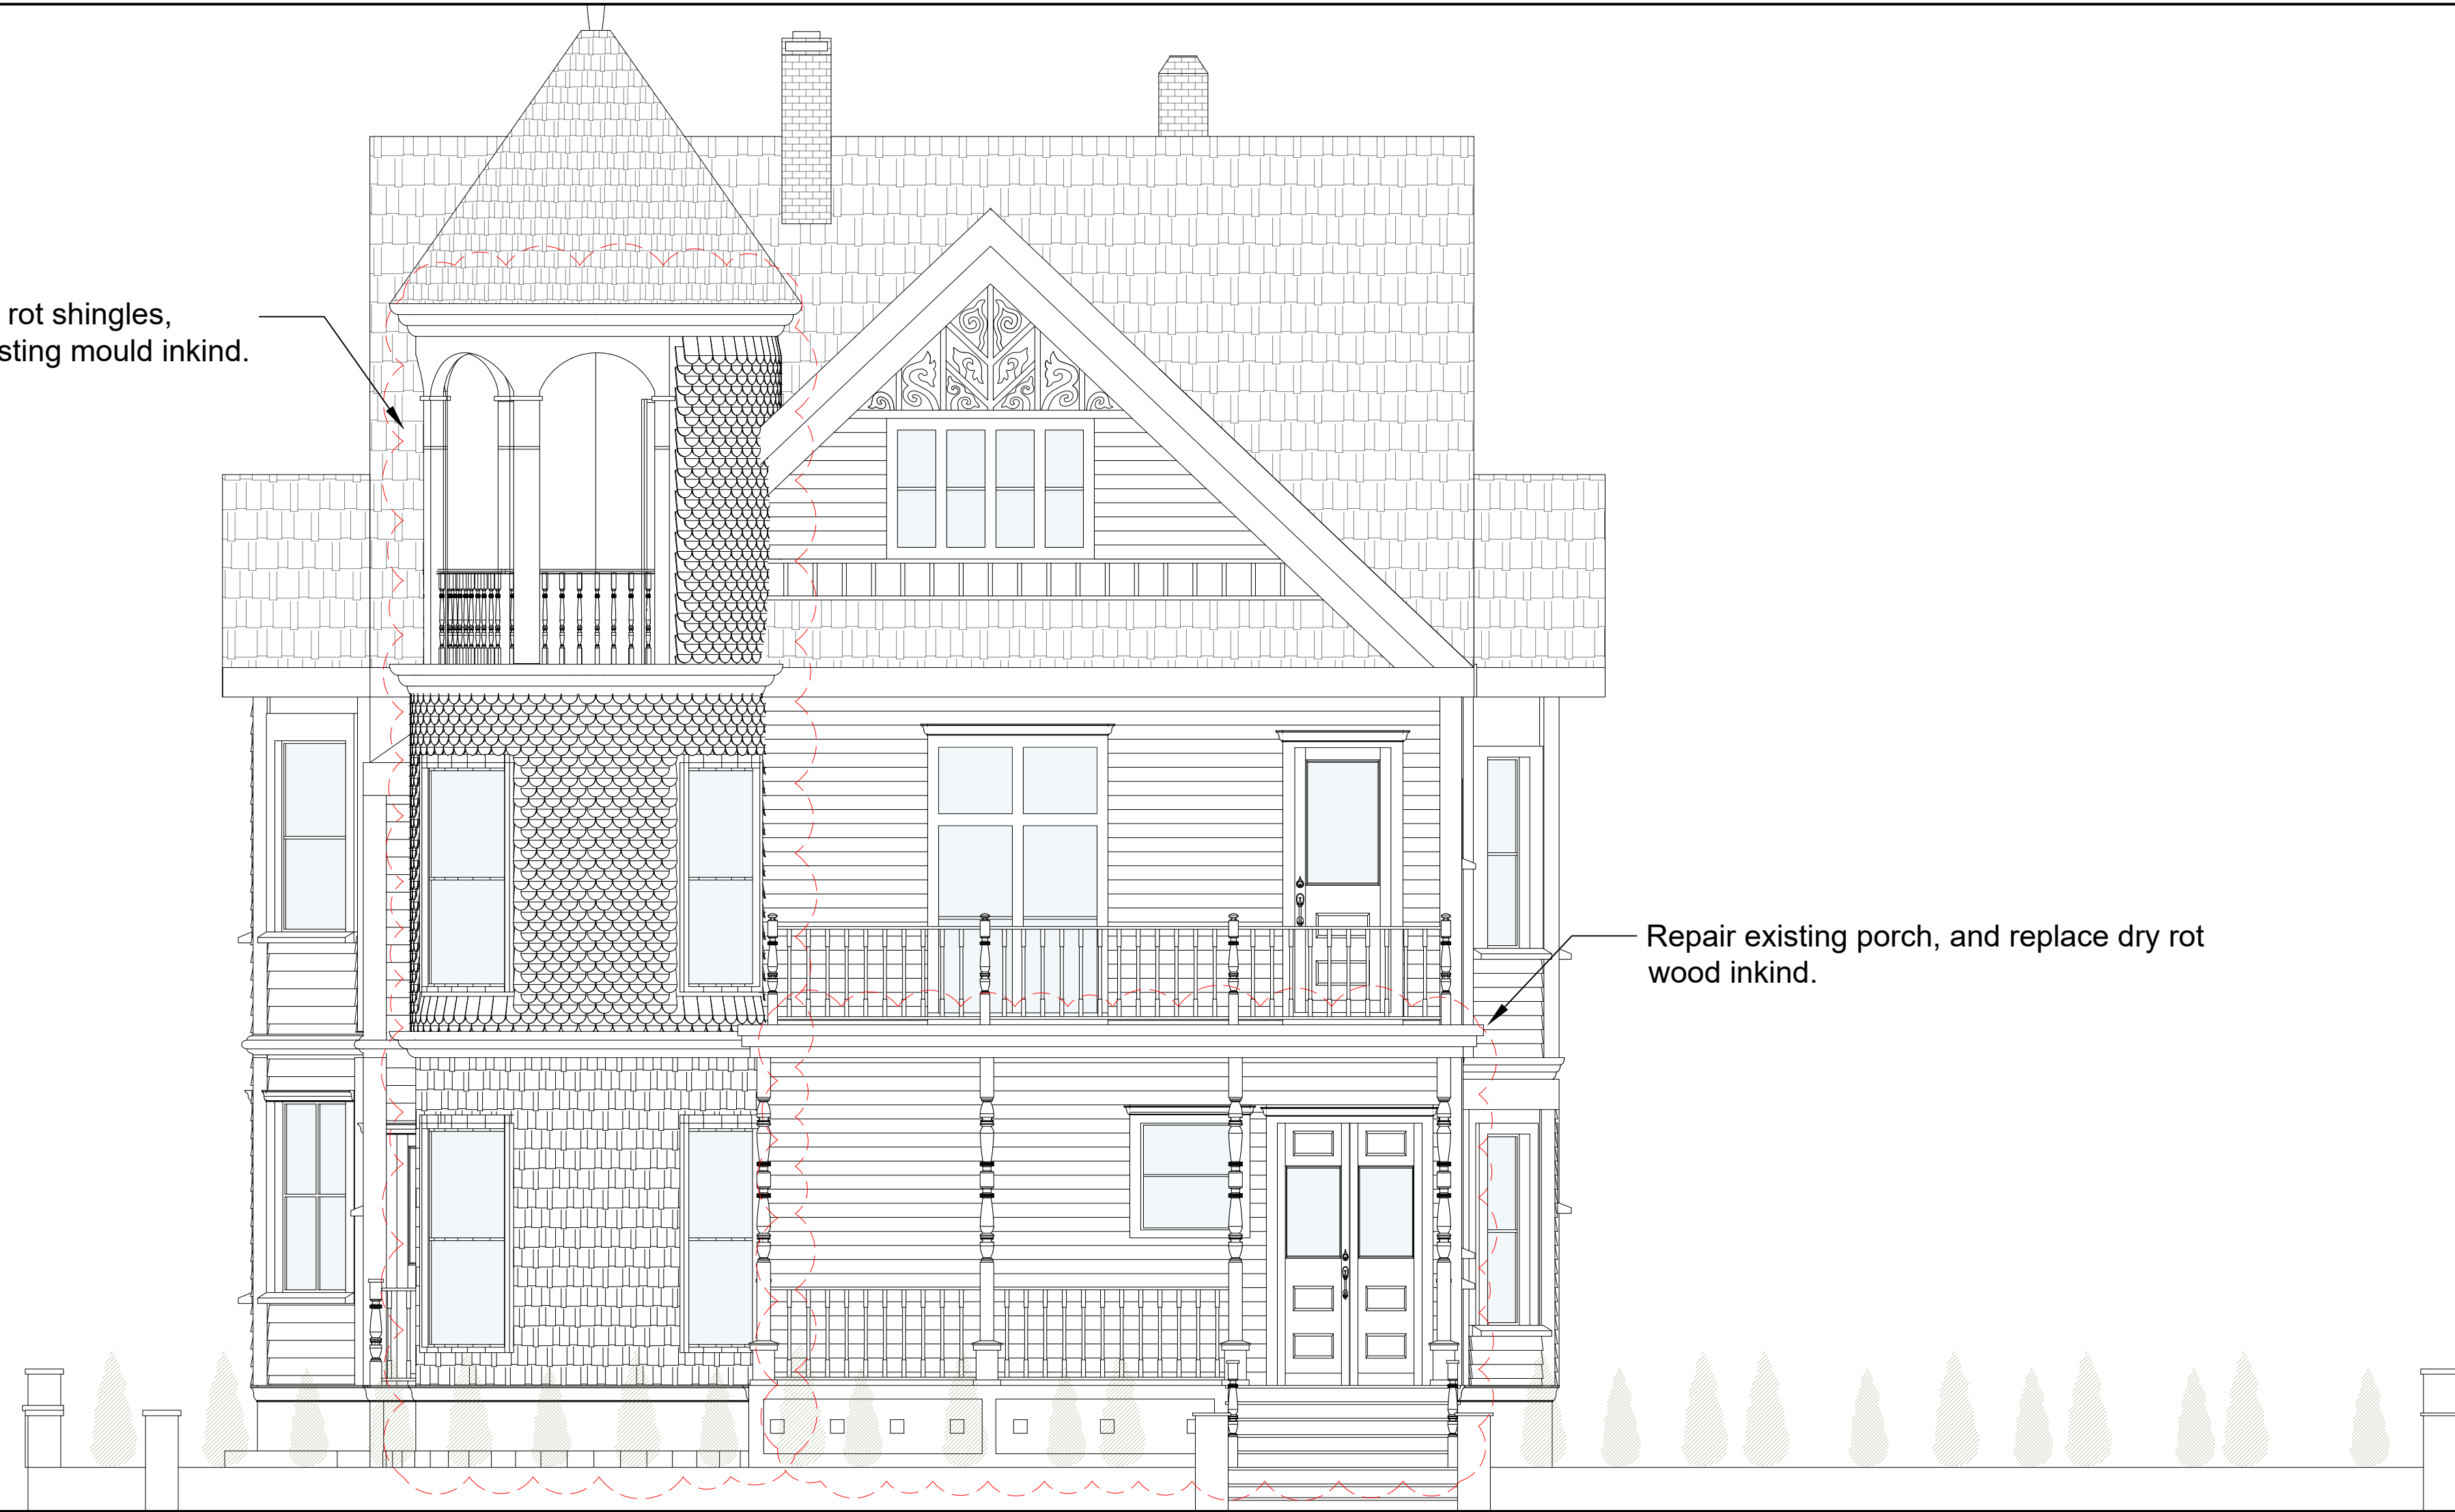 rot shingles,
sting mould inkind.
Repair existing porch, and replace dry rot
wood inkind.